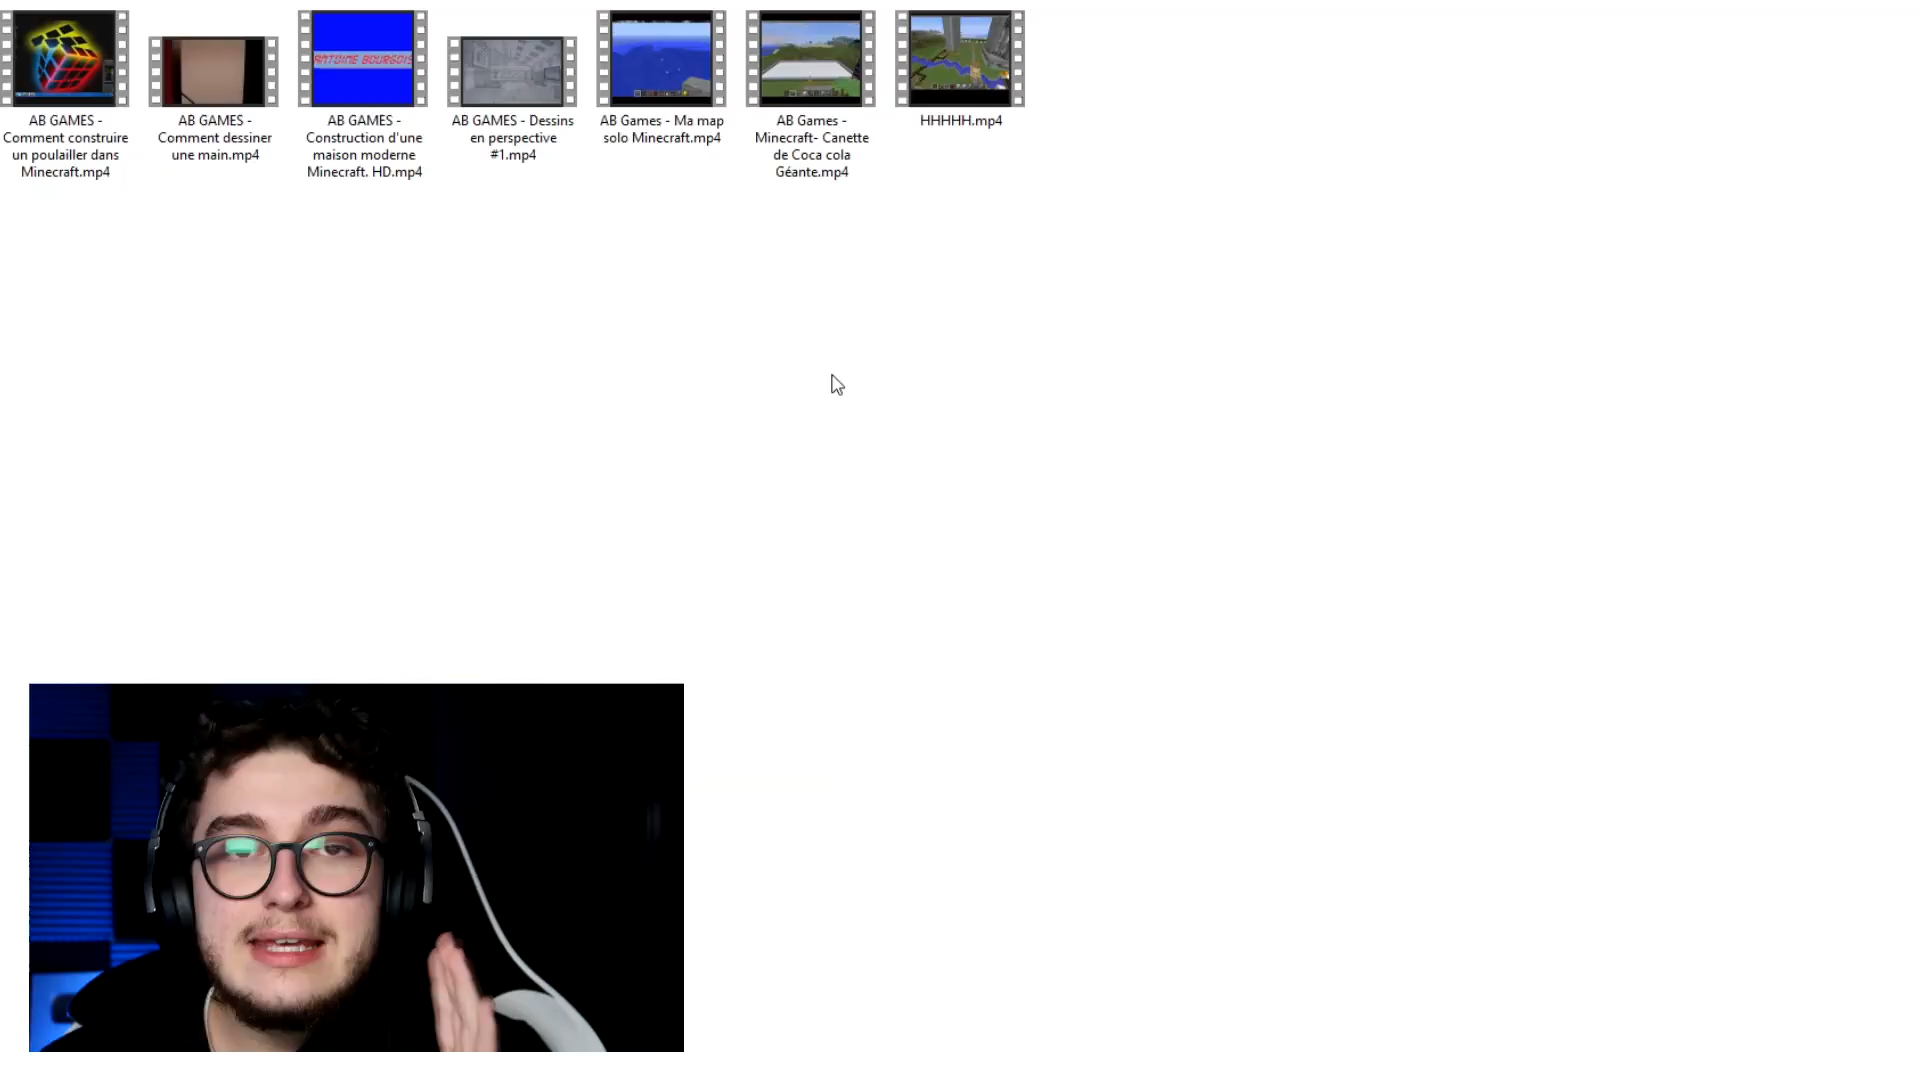 ANTOINE BOURGOIS
AB GAMES -
Comment construire
un poulailler dans
Minecraft.mp4
AB GAMES -
Comment dessiner
une main.mp4
AB GAMES -
Construction d'une
maison moderne
Minecraft. HD.mp4
AB GAMES - Dessins
en perspective
#1.mp4
AB Games - Ma map
solo Minecraft.mp4
AB Games -
Minecraft- Canette
de Coca cola
Géante.mp4
HHHHH.mp4